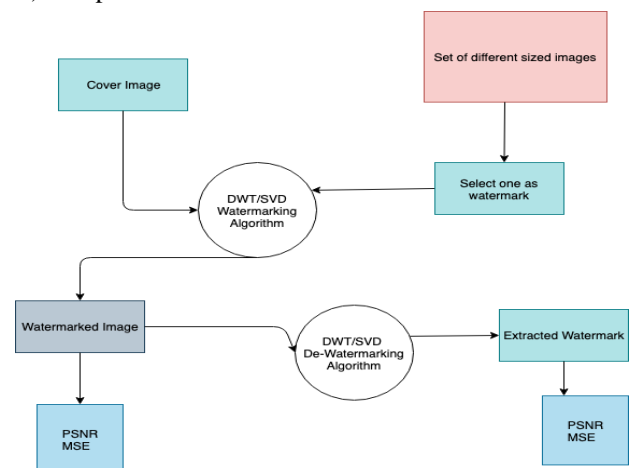 Set of different sized images
Cover Image
Select one as
watermark
DWT/SVD
Watermarking
Algorithm
Watermarked Image
DWT/SVD
De-Watermarking
Algorithm
Extracted Watermark
PSNR
MSE
PSNR
MSE